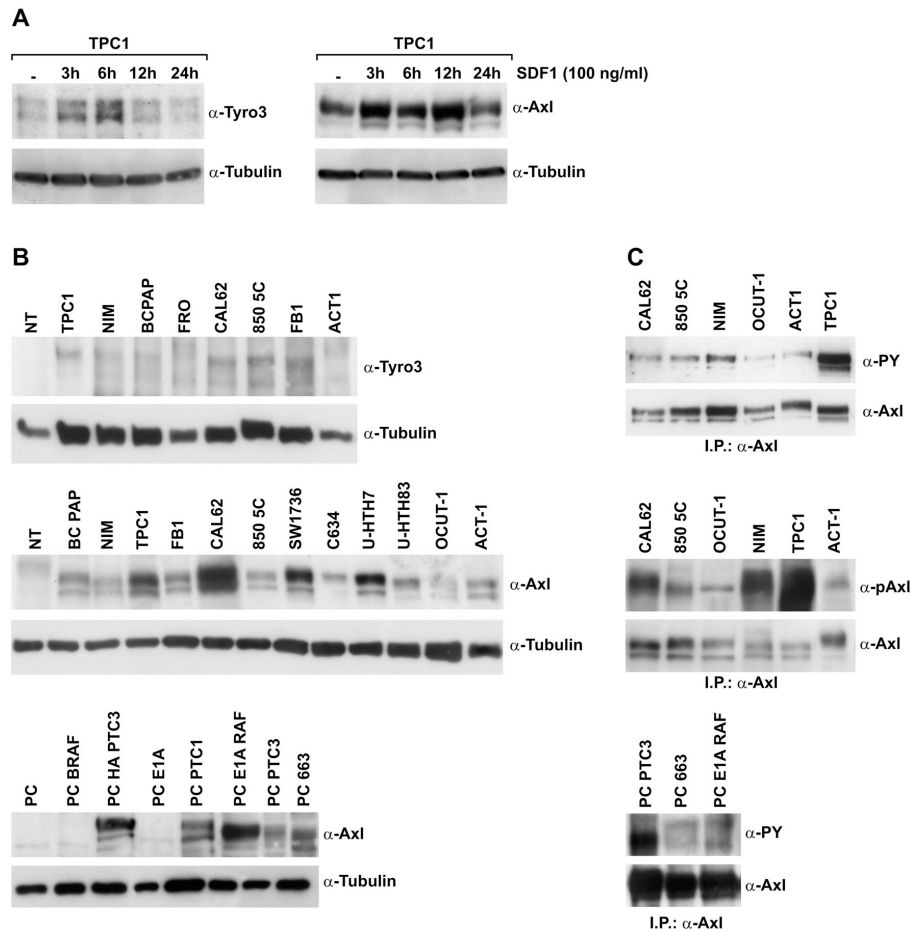 A
TPC1
- 3h 6h 12h 24h
α-Tyro3
α-Tubulin
TPC1
- 3h 6h 12h 24h SDF1 (100 ng/ml)
α-Axl
α-Tubulin
B
NT TPC1 NIM BCPAP FRO CAL62 850 5C FB1 ACT1
α-Tyro3
α-Tubulin
NT BC PAP NIM TPC1 FB1 CAL62 850 5C SW1736 C634 U-HTH7 U-HTH83 OCUT-1 ACT-1
α-Axl
α-Tubulin
PC PC BRAF PC HA PTC3 PC E1A PC PTC1 PC E1A RAF PC PTC3 PC 663
α-Axl
α-Tubulin
C
CAL62 850 5C NIM OCUT-1 ACT1 TPC1
α-PY
α-Axl
I.P.: α-Axl
CAL62 850 5C OCUT-1 NIM TPC1 ACT-1
α-pAxl
α-Axl
I.P.: α-Axl
PC PTC3 PC 663 PC E1A RAF
α-PY
α-Axl
I.P.: α-Axl